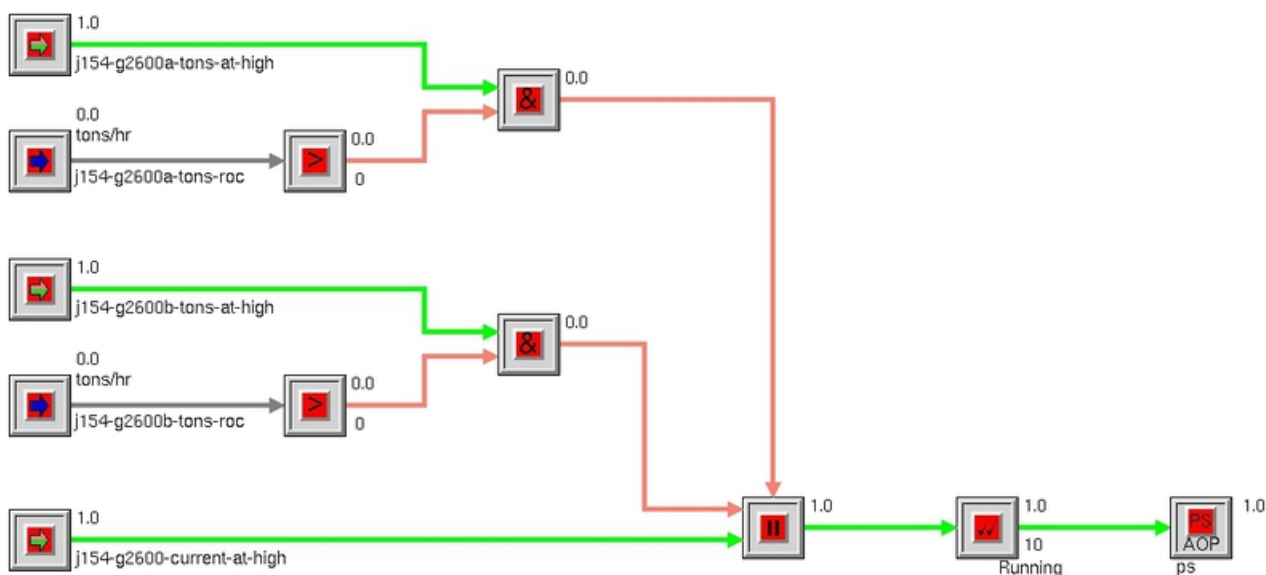 1.0
j154-g2600a-tons-at-high
&
0.0
0.0
tons/hr
>
0.0
0
j154-g2600a-tons-roc
1.0
j154-g2600b-tons-at-high
&
0.0
0.0
tons/hr
>
0.0
0
j154-g2600b-tons-roc
1.0
j154-g2600-current-at-high
1.0
1.0
10
Running
PS
AOP
ps
1.0